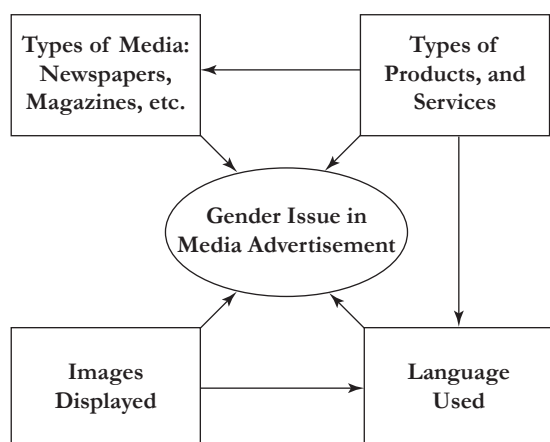 Types of Media:
Newspapers,
Magazines, etc.
Types of
Products, and
Services
Gender Issue in
Media Advertisement
Images
Displayed
Language
Used